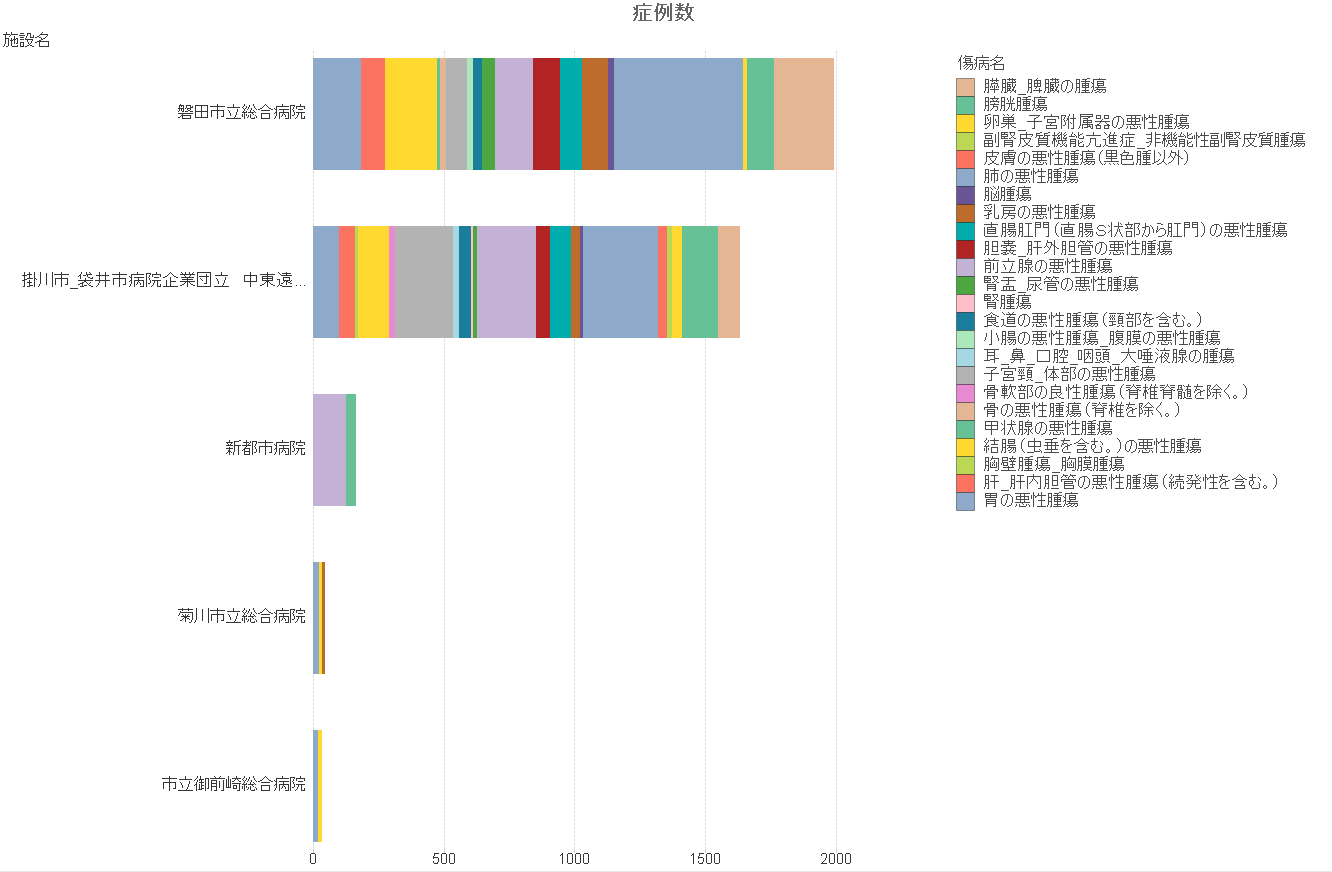 症例数
施設名
磐田市立総合病院
掛川市_袋井市病院企業団立　中東遠...
新都市病院
菊川市立総合病院
市立御前崎総合病院
0 500 1000 1500 2000
傷病名
膵臓_脾臓の腫瘍
膀胱腫瘍
卵巣_子宮附属器の悪性腫瘍
副腎皮質機能亢進症_非機能性副腎皮質腫瘍
皮膚の悪性腫瘍(黒色腫以外)
肺の悪性腫瘍
脳腫瘍
乳房の悪性腫瘍
直腸肛門(直腸S状部から肛門)の悪性腫瘍
胆嚢_肝外胆管の悪性腫瘍
前立腺の悪性腫瘍
腎盂_尿管の悪性腫瘍
腎腫瘍
食道の悪性腫瘍(頸部を含む。)
小腸の悪性腫瘍_腹膜の悪性腫瘍
耳_鼻_口腔_咽頭_大唾液腺の腫瘍
子宮頸_体部の悪性腫瘍
骨軟部の良性腫瘍(脊椎脊髄を除く。)
骨の悪性腫瘍(脊椎を除く。)
甲状腺の悪性腫瘍
結腸(虫垂を含む。)の悪性腫瘍
胸壁腫瘍_胸膜腫瘍
肝_肝内胆管の悪性腫瘍(続発性を含む。)
胃の悪性腫瘍